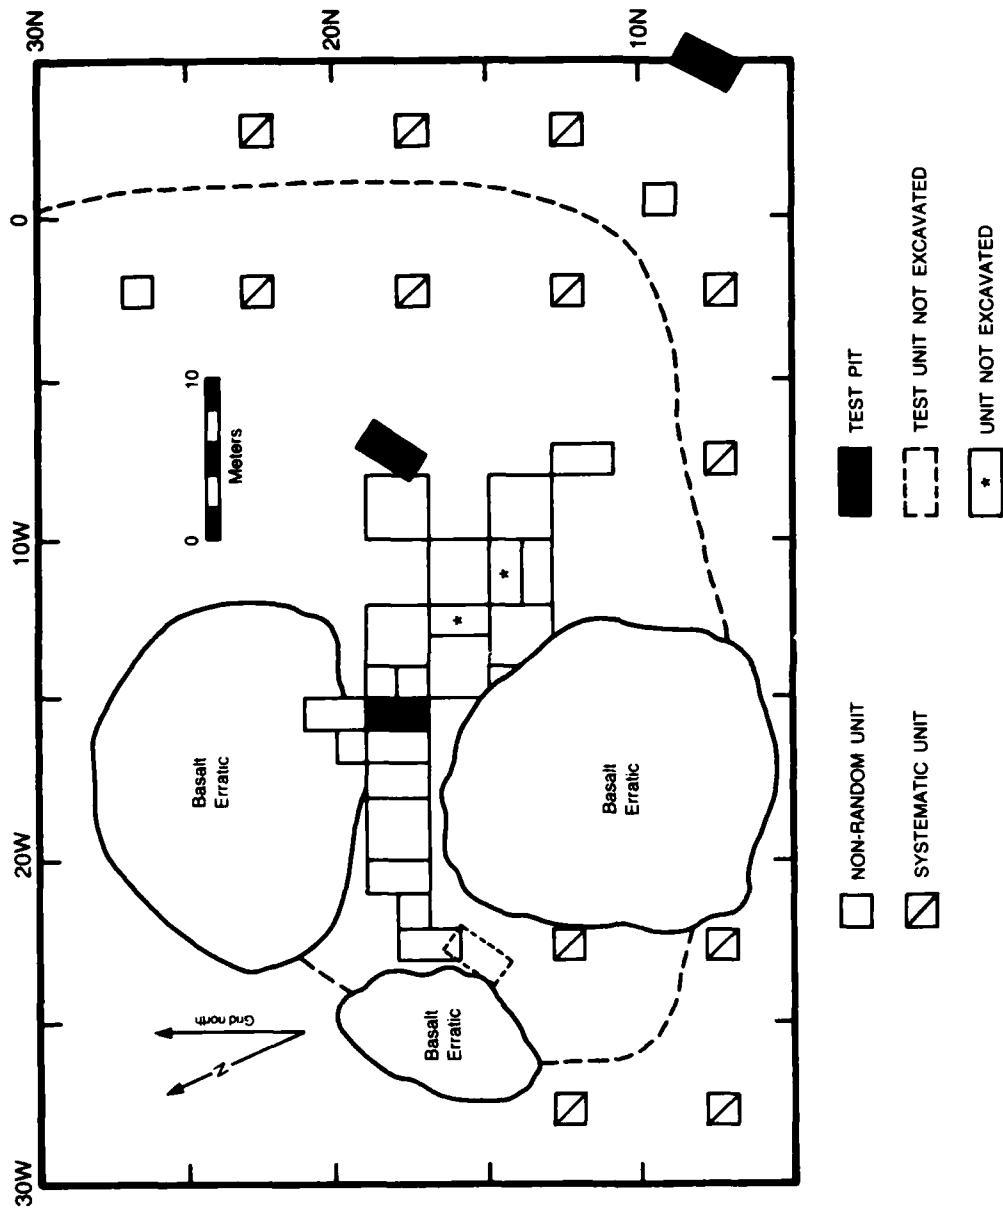 30N
20N
10N
0
10W
20W
30W
0
10
Meters
Basalt
Erratic
Basalt
Erratic
Basalt
Erratic
*
*
Grid north
N
NON-RANDOM UNIT
SYSTEMATIC UNIT
TEST PIT
TEST UNIT NOT EXCAVATED
* UNIT NOT EXCAVATED